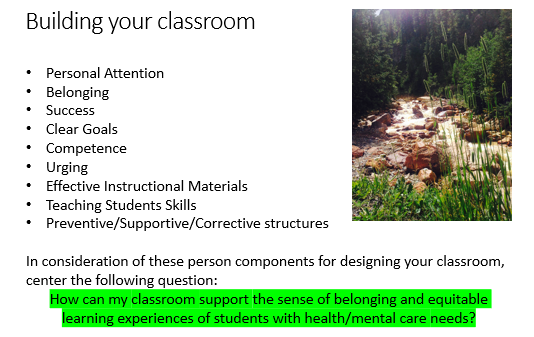 Building your classroom
• Personal Attention
• Belonging
• Success
• Clear Goals
• Competence
• Urging
• Effective Instructional Materials
• Teaching Students Skills
• Preventive/Supportive/Corrective structures
In consideration of these person components for designing your classroom,
center the following question:
How can my classroom support the sense of belonging and equitable
learning experiences of students with health/mental care needs?